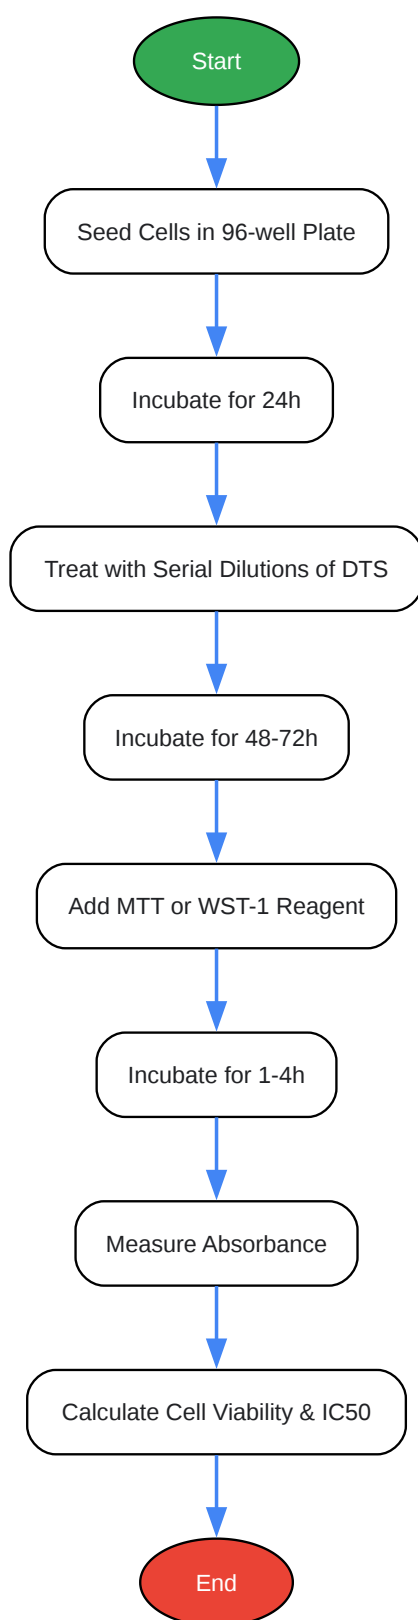 Start
Seed Cells in 96-well Plate
Incubate for 24h
Treat with Serial Dilutions of DTS
Incubate for 48-72h
Add MTT or WST-1 Reagent
Incubate for 1-4h
Measure Absorbance
Calculate Cell Viability & IC50
End